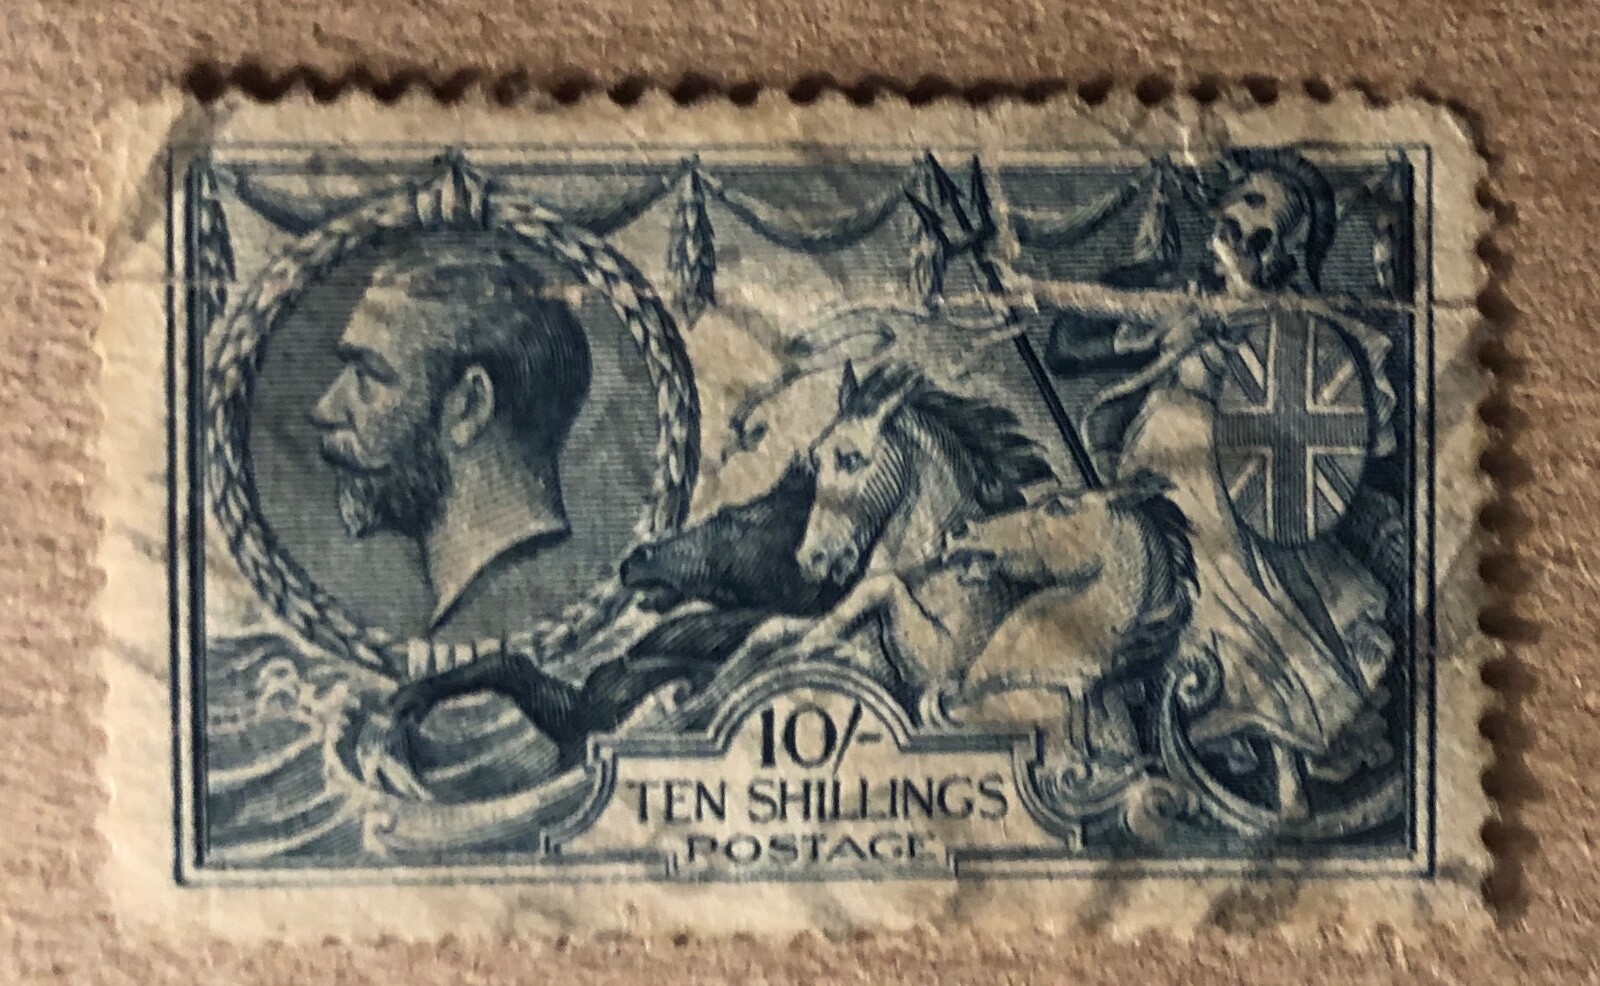 10/-
TEN SHILLINGS
POSTAGE